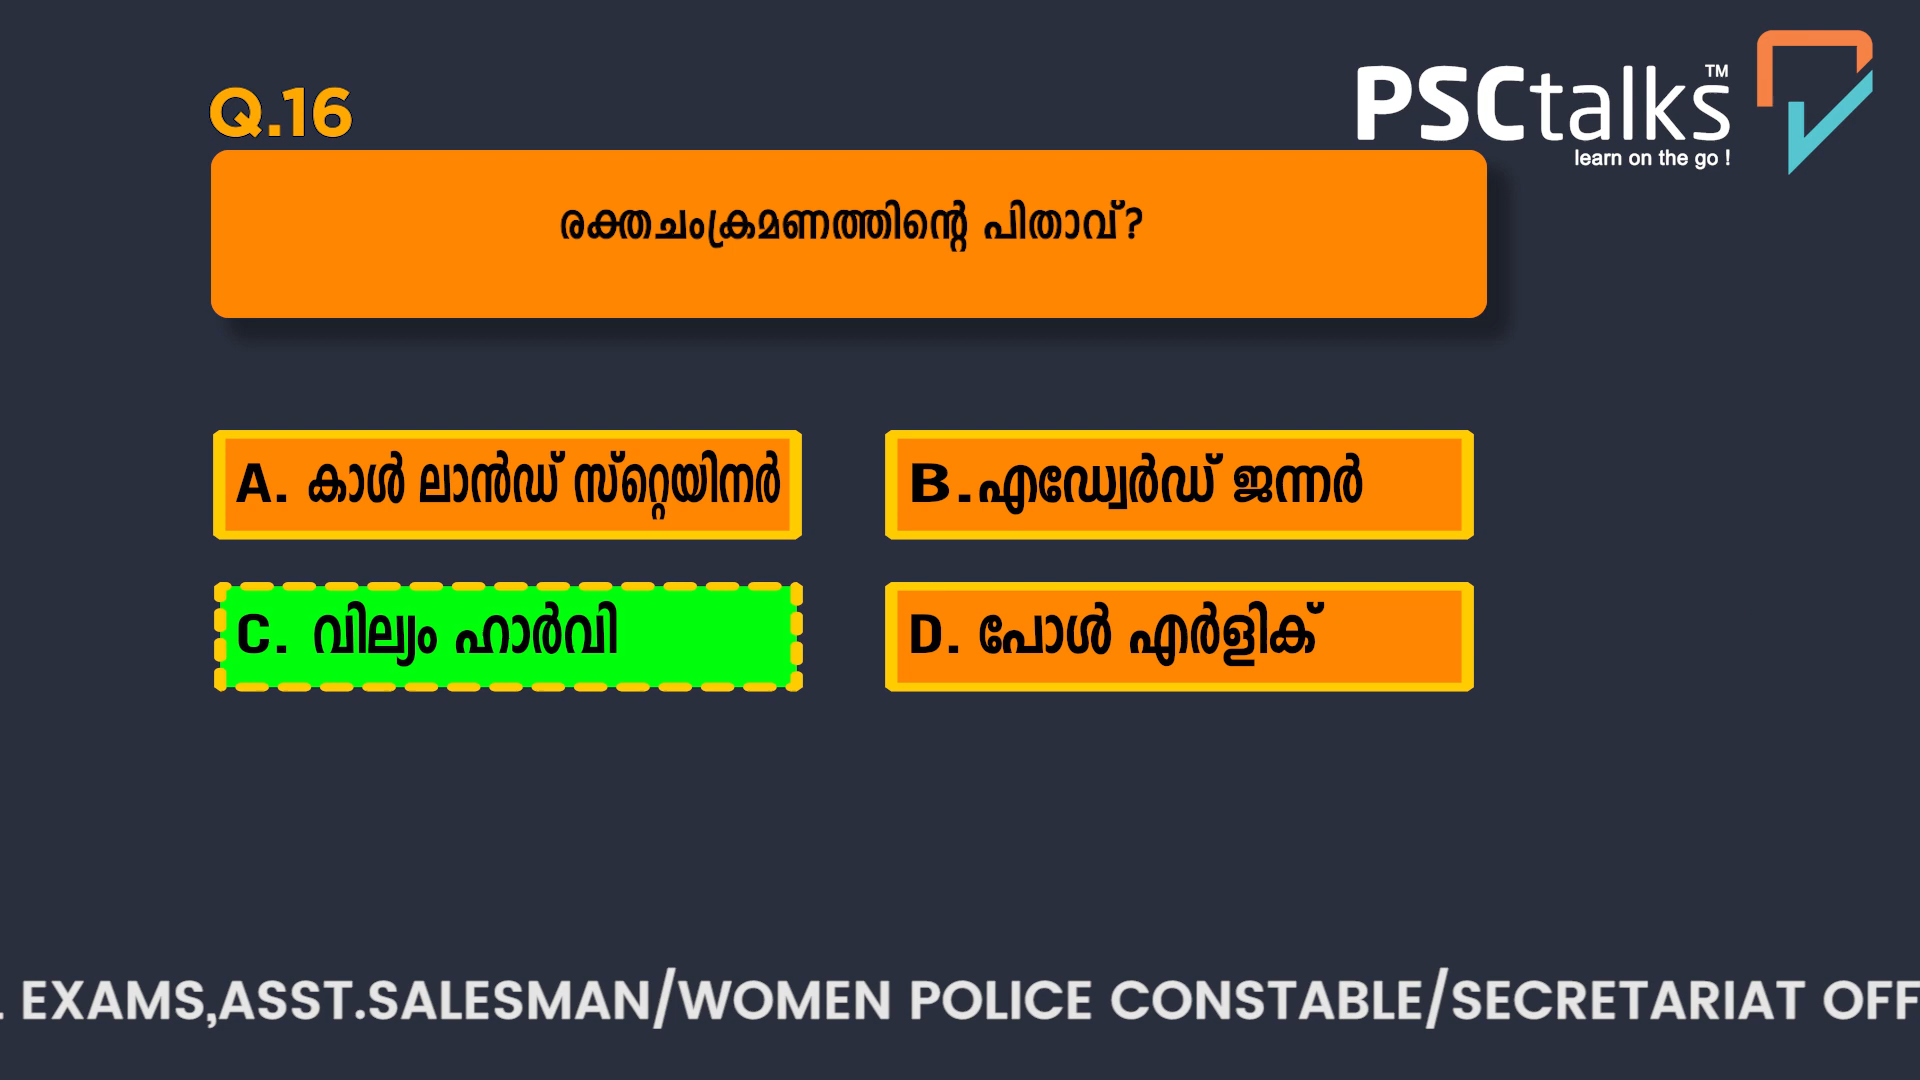 Q.16
PSCtalks™
learn on the go !
രക്തചംക്രമണത്തിന്റെ പിതാവ്?
A. കാൾ ലാൻഡ് സ്റ്റെയിനർ
B.എഡ്വേർഡ് ജന്നർ
C. വില്യം ഹാർവി
D. പോൾ എർളിക്
EXAMS,ASST.SALESMAN/WOMEN POLICE CONSTABLE/SECRETARIAT OFF